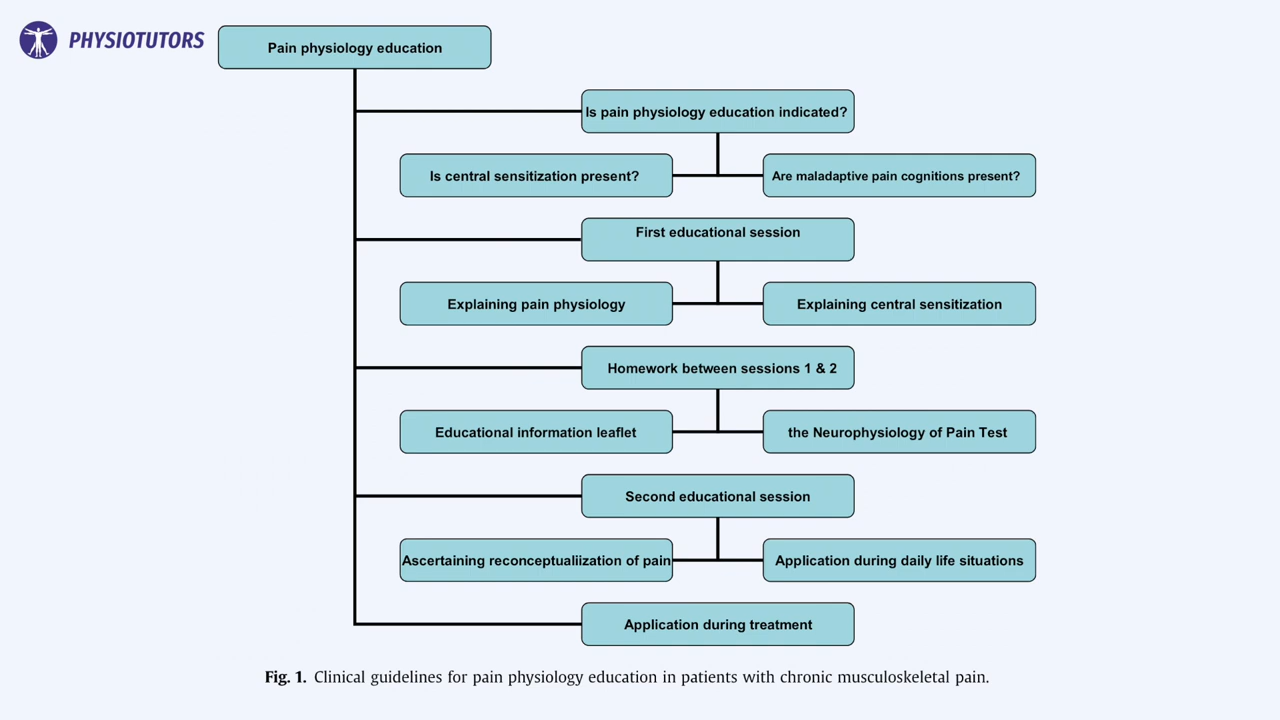 PHYSIOTUTORS
Pain physiology education
Is pain physiology education indicated?
Is central sensitization present?
Are maladaptive pain cognitions present?
First educational session
Explaining pain physiology
Explaining central sensitization
Homework between sessions 1 & 2
Educational information leaflet
the Neurophysiology of Pain Test
Second educational session
Ascertaining reconceptualiization of pain
Application during daily life situations
Application during treatment
Fig. 1. Clinical guidelines for pain physiology education in patients with chronic musculoskeletal pain.